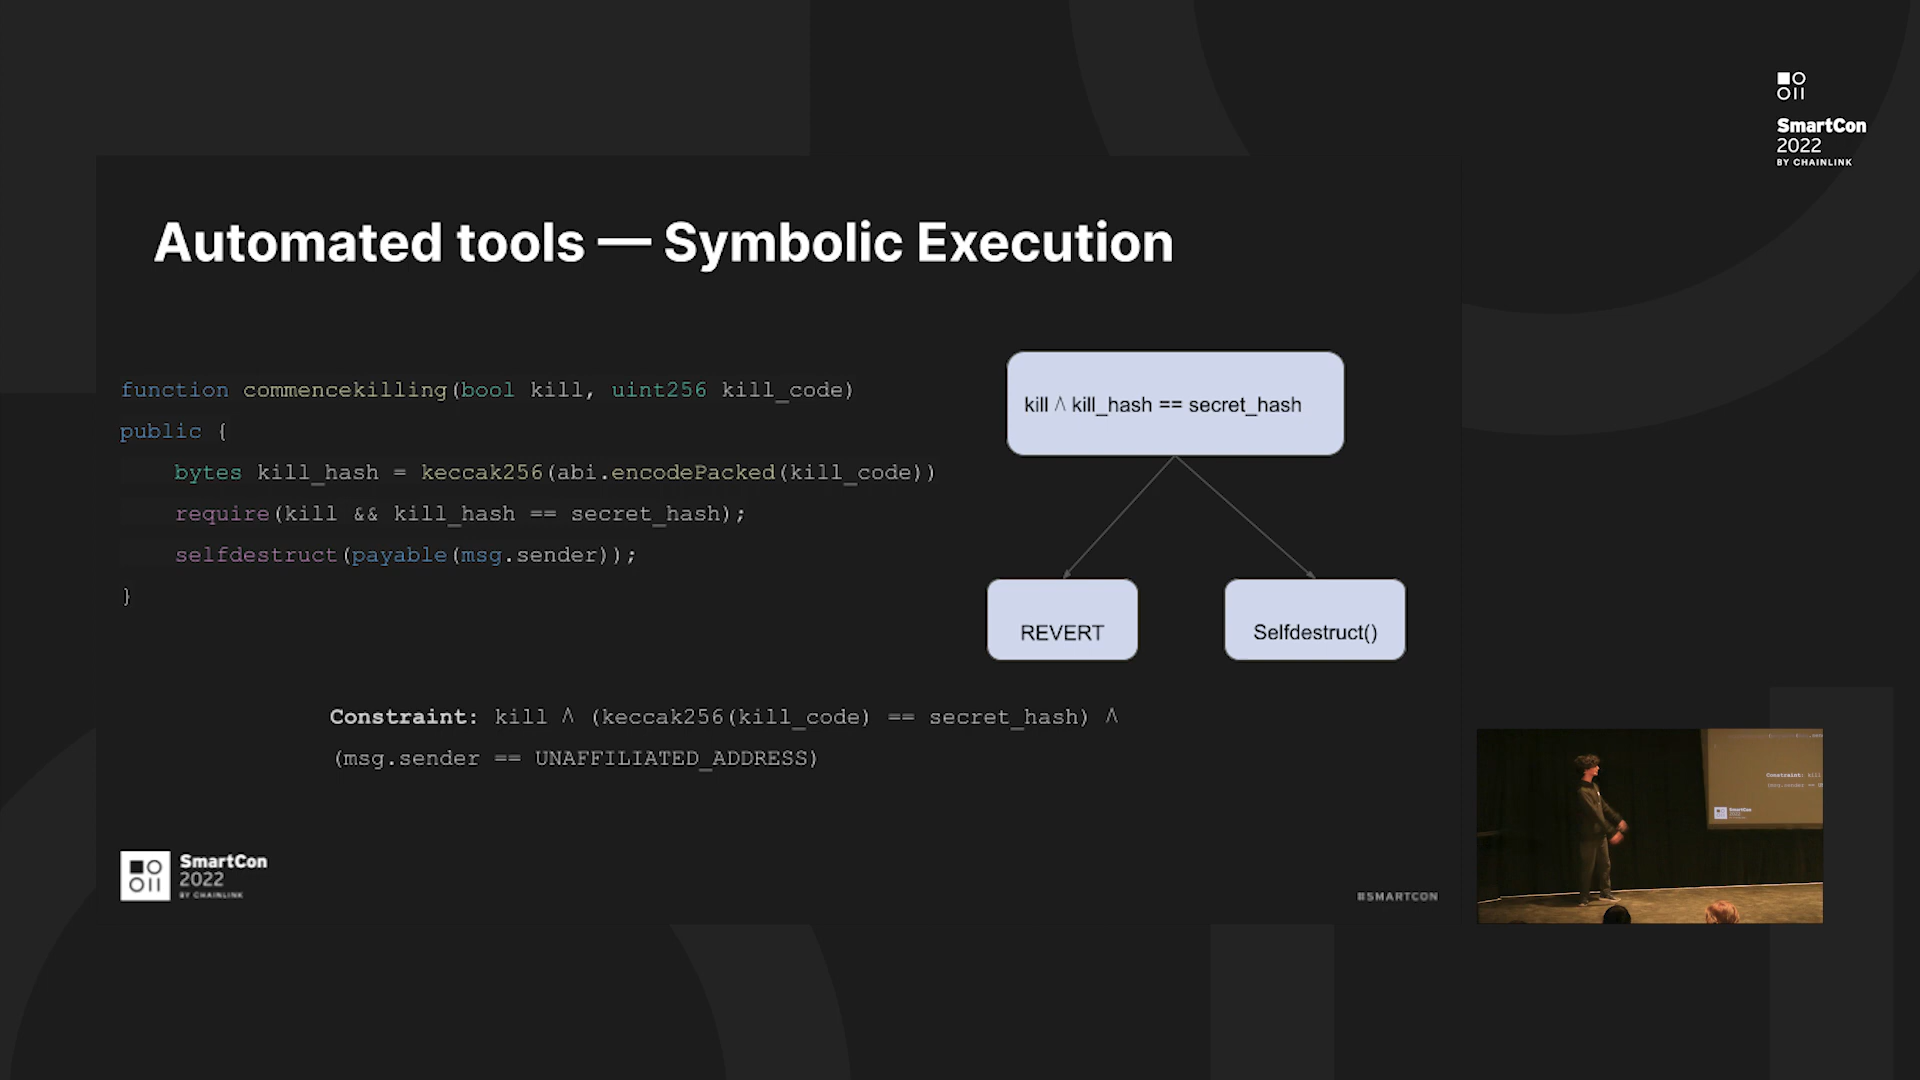 SmartCon
2022
BY CHAINLINK
Automated tools — Symbolic Execution
function commencekilling(bool kill, uint256 kill_code)
public {
bytes kill_hash = keccak256(abi.encodePacked(kill_code))
require(kill && kill_hash == secret_hash);
selfdestruct(payable(msg.sender));
}
kill ∧ kill_hash == secret_hash
REVERT
Selfdestruct()
Constraint: kill ∧ (keccak256(kill_code) == secret_hash) ∧
(msg.sender == UNAFFILIATED_ADDRESS)
SmartCon
2022
BY CHAINLINK
#SMARTCON